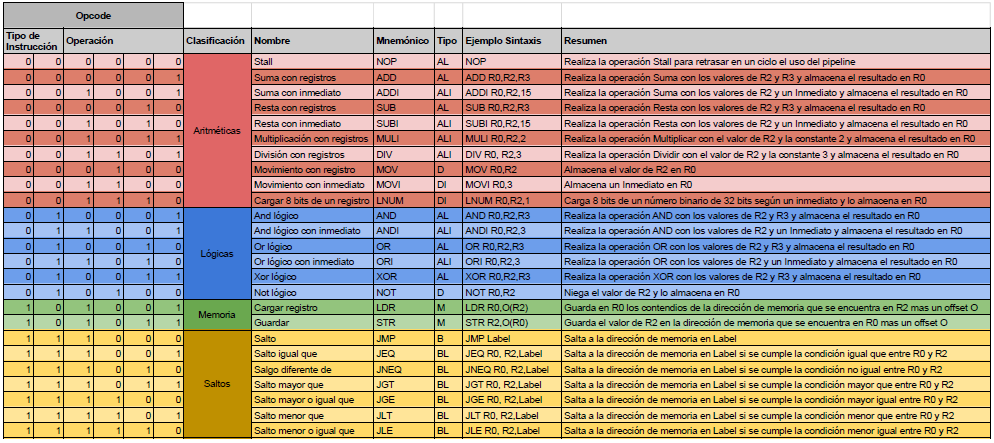 Opcode
Tipo de Instrucción Operación Clasificación Nombre Mnemónico Tipo Ejemplo Sintaxis Resumen
0 0 0 0 0 0 Stall NOP AL NOP Realiza la operación Stall para retrasar en un ciclo el uso del pipeline
0 0 0 0 0 1 Suma con registros ADD AL ADD R0,R2,R3 Realiza la operación Suma con los valores de R2 y R3 y almacena el resultado en R0
0 0 1 0 0 1 Suma con inmediato ADDI ALI ADDI R0,R2,15 Realiza la operación Suma con los valores de R2 y un Inmediato y almacena el resultado en R0
0 0 0 0 1 0 Resta con registros SUB AL SUB R0,R2,R3 Realiza la operación Resta con los valores de R2 y R3 y almacena el resultado en R0
0 0 1 0 1 0 Resta con inmediato SUBI ALI SUBI R0,R2,15 Realiza la operación Resta con los valores de R2 y un Inmediato y almacena el resultado en R0
Aritméticas
0 0 1 0 1 1 Multiplicación con registros MULI ALI MULI R0,R2,2 Realiza la operación Multiplicar con el valor de R2 y la constante 2 y almacena el resultado en R0
0 0 1 1 0 1 División con registros DIV ALI DIV R0, R2,3 Realiza la operación Dividir con el valor de R2 y la constante 3 y almacena el resultado en R0
0 0 0 1 0 0 Movimiento con registro MOV D MOV R0,R2 Almacena el valor de R2 en R0
0 0 1 1 0 0 Movimiento con inmediato MOVI DI MOVI R0,3 Almacena un Inmediato en R0
0 0 1 1 1 0 Cargar 8 bits de un registro LNUM DI LNUM R0,R2,1 Carga 8 bits de un número binario de 32 bits según un inmediato y lo almacena en R0
0 1 0 0 0 1 And lógico AND AL AND R0,R2,R3 Realiza la operación AND con los valores de R2 y R3 y almacena el resultado en R0
0 1 1 0 0 1 And lógico con inmediato ANDI ALI ANDI R0,R2,3 Realiza la operación AND con los valores de R2 y un Inmediato y almacena el resultado en R0
0 1 0 0 1 0 Or lógico OR AL OR R0,R2,R3 Realiza la operación OR con los valores de R2 y R3 y almacena el resultado en R0
Lógicas
0 1 1 0 1 0 Or lógico con inmediato ORI ALI ORI R0,R2,3 Realiza la operación OR con los valores de R2 y un Inmediato y almacena el resultado en R0
0 1 0 0 1 1 Xor lógico XOR AL XOR R0,R2,R3 Realiza la operación XOR con los valores de R2 y R3 y almacena el resultado en R0
0 1 0 1 0 0 Not lógico NOT D NOT R0,R2 Niega el valor de R2 y lo almacena en R0
1 0 1 0 0 1 Cargar registro LDR M LDR R0,O(R2) Guarda en R0 los contendios de la dirección de memoria que se encuentra en R2 mas un offset O
Memoria
1 0 1 0 1 0 Guardar STR M STR R2,O(R0) Guarda el valor de R2 en la dirección de memoria que se encuentra en R0 mas un offset O
1 1 1 0 0 0 Salto JMP B JMP Label Salta a la dirección de memoria en Label
1 1 1 0 0 1 Salto igual que JEQ BL JEQ R0, R2,Label Salta a la dirección de memoria en Label si se cumple la condición igual que entre R0 y R2
1 1 1 0 1 0 Salgo diferente de JNEQ BL JNEQ R0, R2,Label Salta a la dirección de memoria en Label si se cumple la condición no igual entre R0 y R2
1 1 1 0 1 1 Salto mayor que JGT BL JGT R0, R2,Label Salta a la dirección de memoria en Label si se cumple la condición mayor que entre R0 y R2
Saltos
1 1 1 1 0 0 Salto mayor o igual que JGE BL JGE R0, R2,Label Salta a la dirección de memoria en Label si se cumple la condición mayor igual entre R0 y R2
1 1 1 1 0 1 Salto menor que JLT BL JLT R0, R2,Label Salta a la dirección de memoria en Label si se cumple la condición menor que entre R0 y R2
1 1 1 1 1 0 Salto menor o igual que JLE BL JLE R0, R2,Label Salta a la dirección de memoria en Label si se cumple la condición menor igual entre R0 y R2